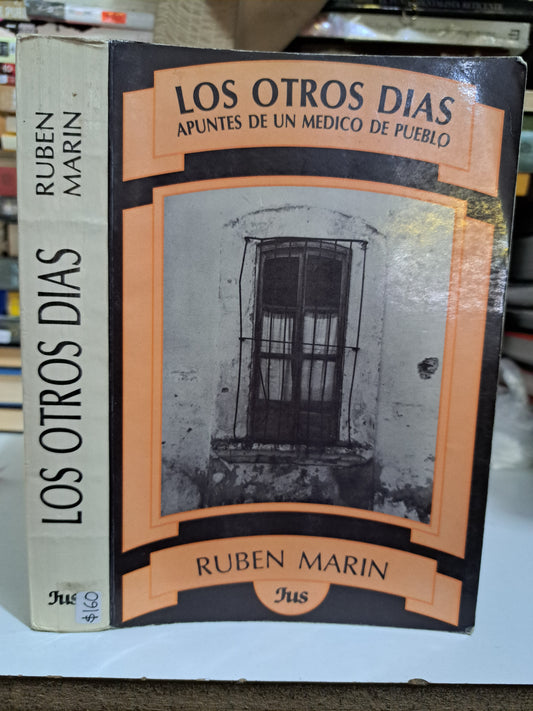 LOS OTROS DIAS
APUNTES DE UN MEDICO DE PUEBLO
RUBEN MARIN
Jus
RUBEN
MARIN
LOS OTROS DIAS
Jus
$160